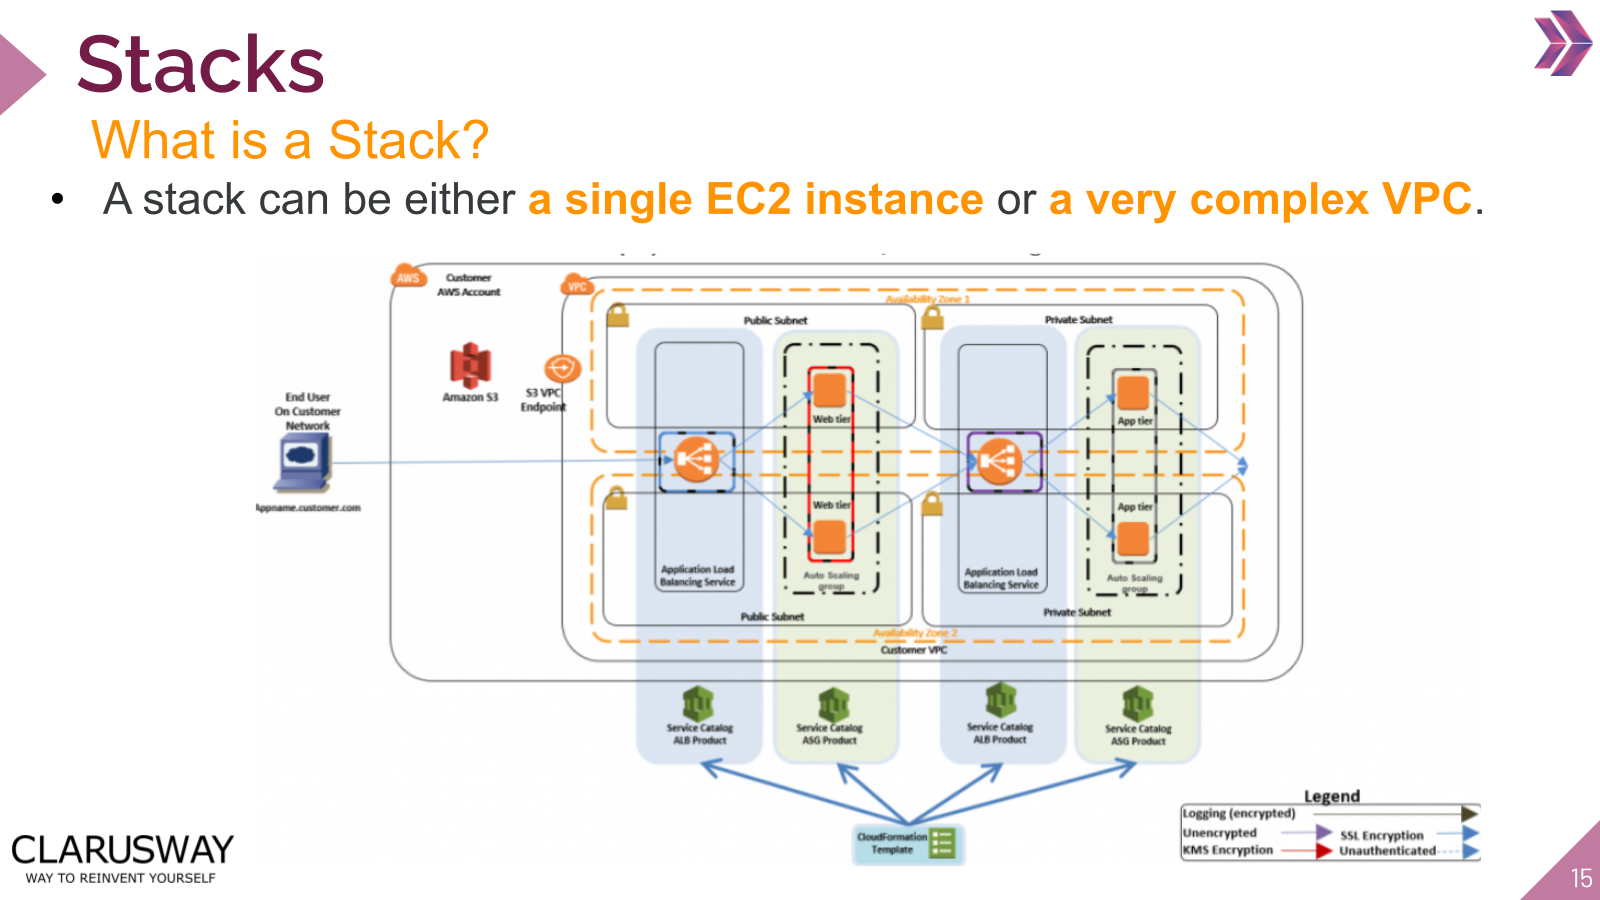 Stacks
What is a Stack?
• A stack can be either a single EC2 instance or a very complex VPC.
AWS
Customer
AWS Account
VPC
Availability Zone 1
Public Subnet
Private Subnet
Amazon S3
S3 VPC
Endpoint
End User
On Customer
Network
Appname.customer.com
Web tier
App tier
Web tier
App tier
Application Load
Balancing Service
Auto Scaling
group
Application Load
Balancing Service
Auto Scaling
group
Public Subnet
Private Subnet
Availability Zone 2
Customer VPC
Service Catalog
ALB Product
Service Catalog
ASG Product
Service Catalog
ALB Product
Service Catalog
ASG Product
CloudFormation
Template
Legend
Logging (encrypted)
Unencrypted
SSL Encryption
KMS Encryption
Unauthenticated
CLARUSWAY
WAY TO REINVENT YOURSELF
15